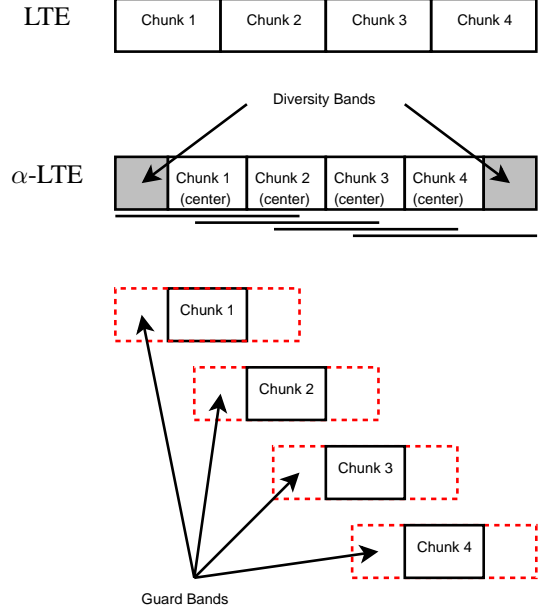 LTE
Chunk 1
Chunk 2
Chunk 3
Chunk 4
Diversity Bands
α-LTE
Chunk 1
(center)
Chunk 2
(center)
Chunk 3
(center)
Chunk 4
(center)
Chunk 1
Chunk 2
Chunk 3
Chunk 4
Guard Bands